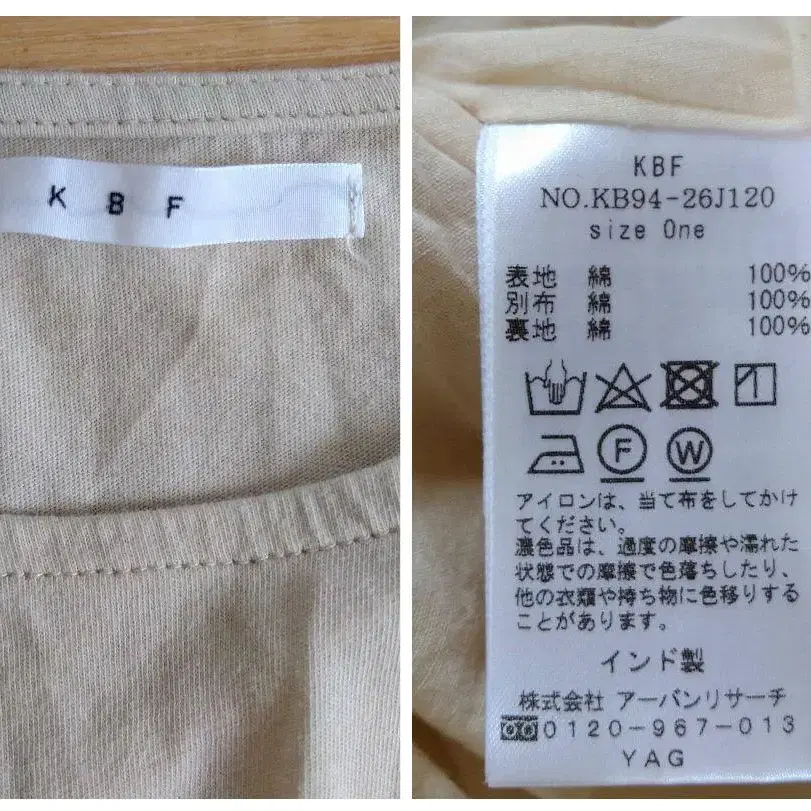 K B F
KBF
NO.KB94-26J120
size One
表地 綿 100%
別布 綿 100%
裏地 綿 100%
F W
アイロンは、当て布をしてかけ
てください。
濃色品は、過度の摩擦や濡れた
状態での摩擦で色落ちしたり、
他の衣類や持ち物に色移りする
ことがあります。
インド製
株式会社 アーバンリサーチ
0120-967-013
YAG